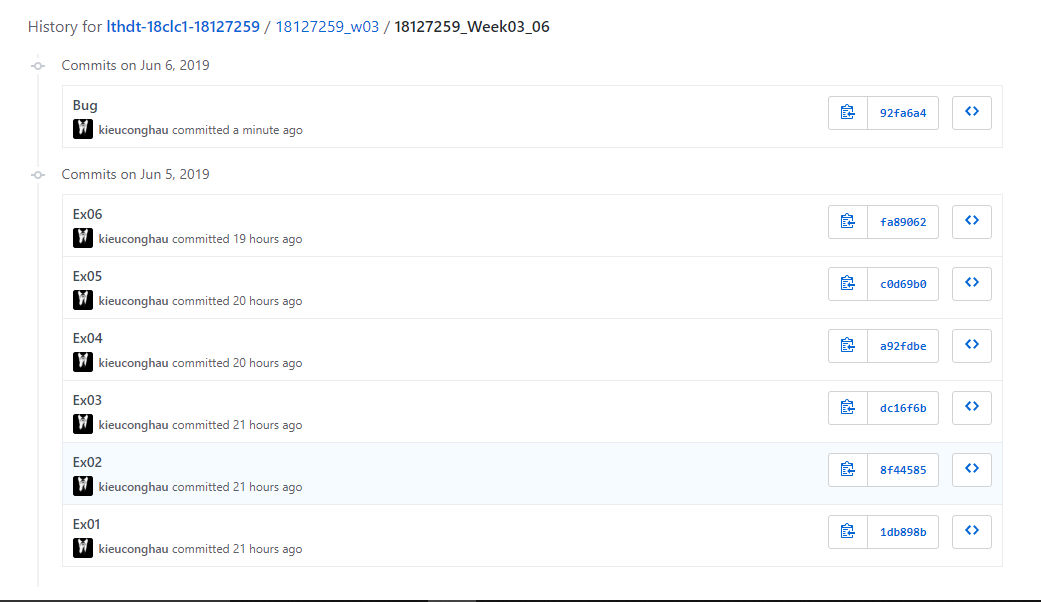 History for lthdt-18clc1-18127259 / 18127259_w03 / 18127259_Week03_06
Commits on Jun 6, 2019
Bug
kieuconghau committed a minute ago
92fa6a4
Commits on Jun 5, 2019
Ex06
kieuconghau committed 19 hours ago
fa89062
Ex05
kieuconghau committed 20 hours ago
c0d69b0
Ex04
kieuconghau committed 20 hours ago
a92fdbe
Ex03
kieuconghau committed 21 hours ago
dc16f6b
Ex02
kieuconghau committed 21 hours ago
8f44585
Ex01
kieuconghau committed 21 hours ago
1db898b